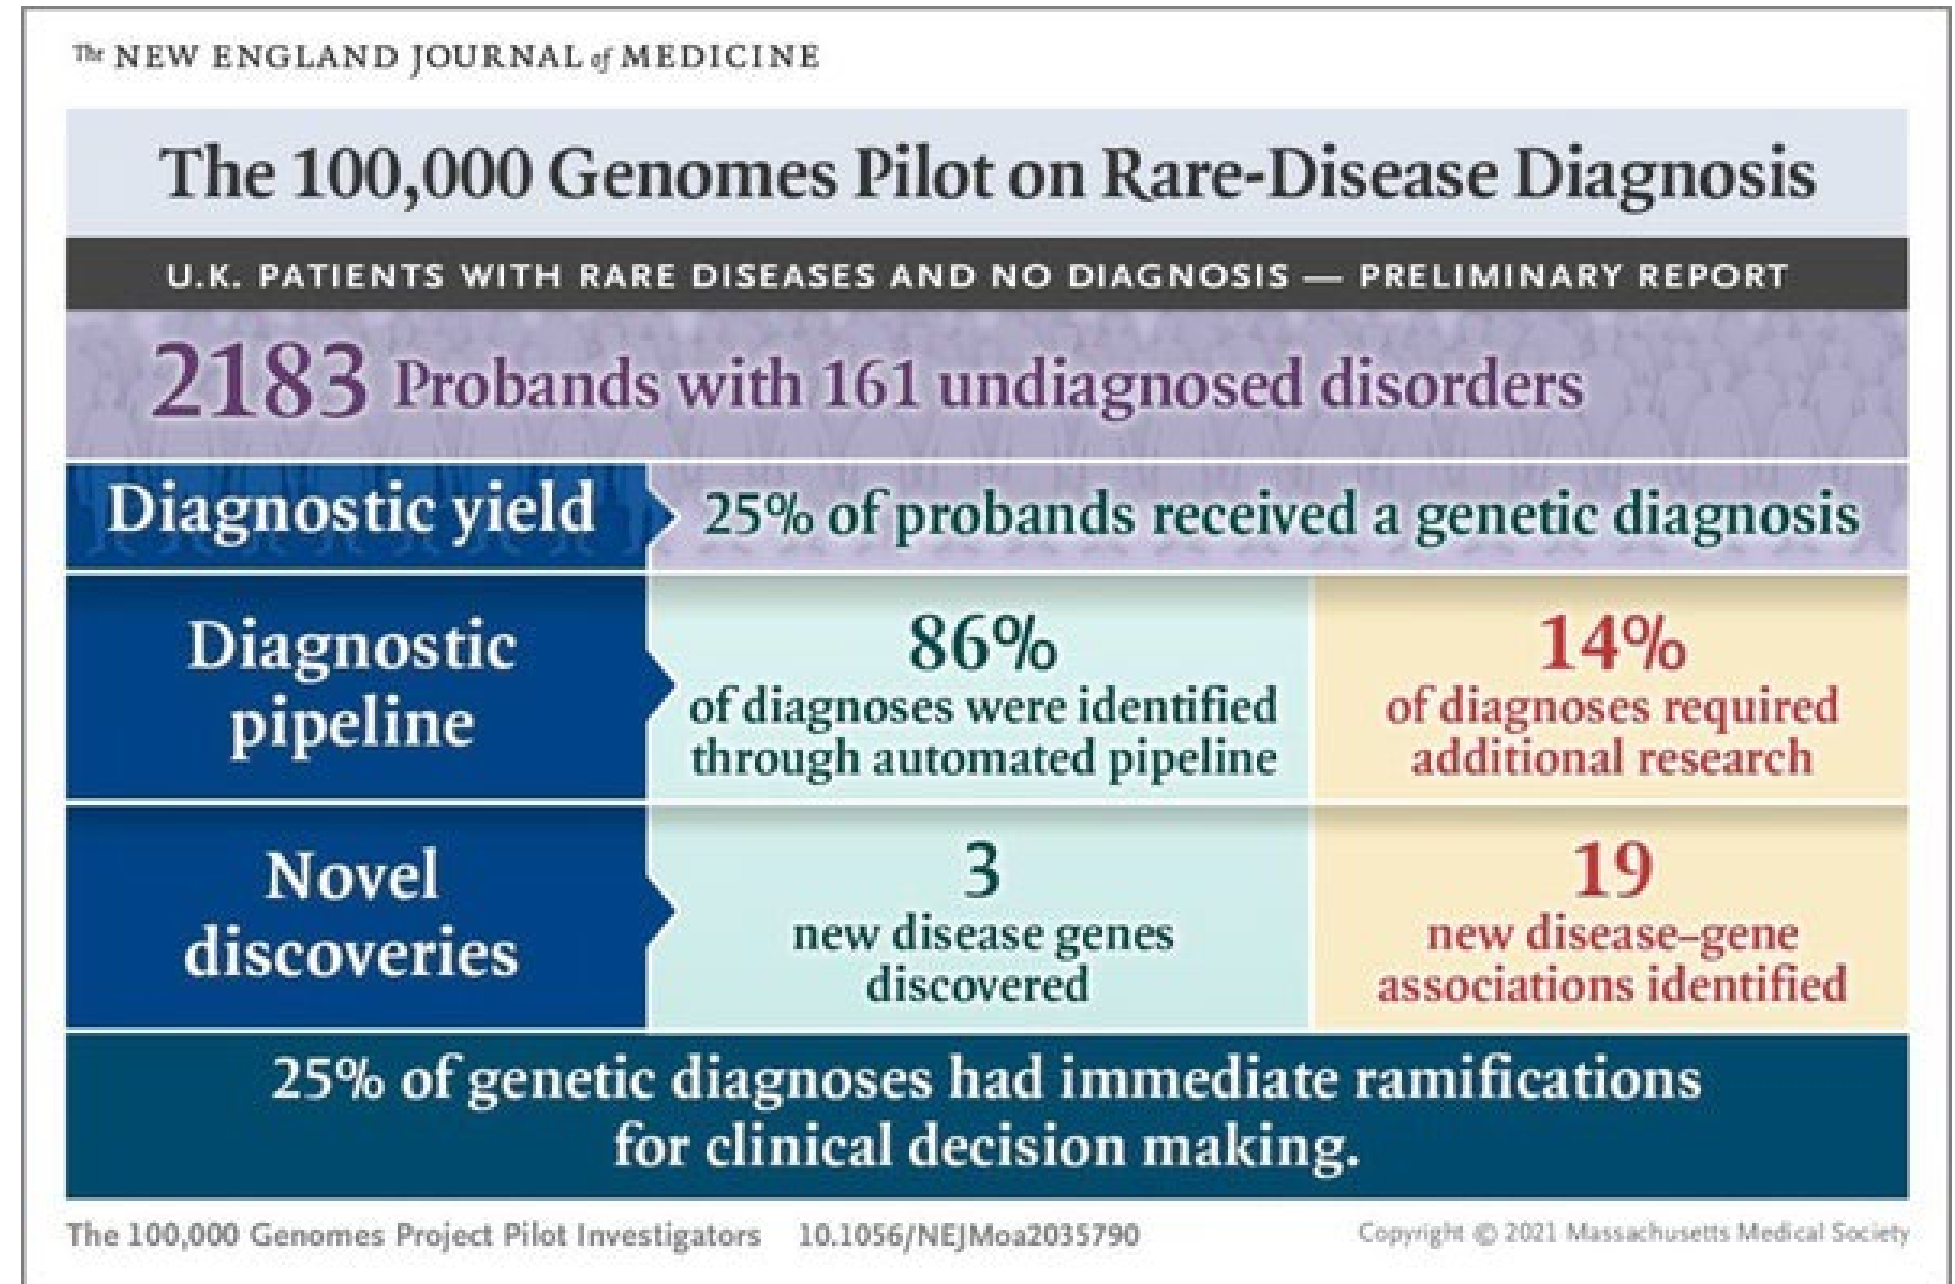 The NEW ENGLAND JOURNAL of MEDICINE
The 100,000 Genomes Pilot on Rare-Disease Diagnosis
U.K. PATIENTS WITH RARE DISEASES AND NO DIAGNOSIS — PRELIMINARY REPORT
2183 Probands with 161 undiagnosed disorders
Diagnostic yield
25% of probands received a genetic diagnosis
Diagnostic
pipeline
86%
of diagnoses were identified
through automated pipeline
14%
of diagnoses required
additional research
Novel
discoveries
3
new disease genes
discovered
19
new disease–gene
associations identified
25% of genetic diagnoses had immediate ramifications
for clinical decision making.
The 100,000 Genomes Project Pilot Investigators 10.1056/NEJMoa2035790
Copyright © 2021 Massachusetts Medical Society